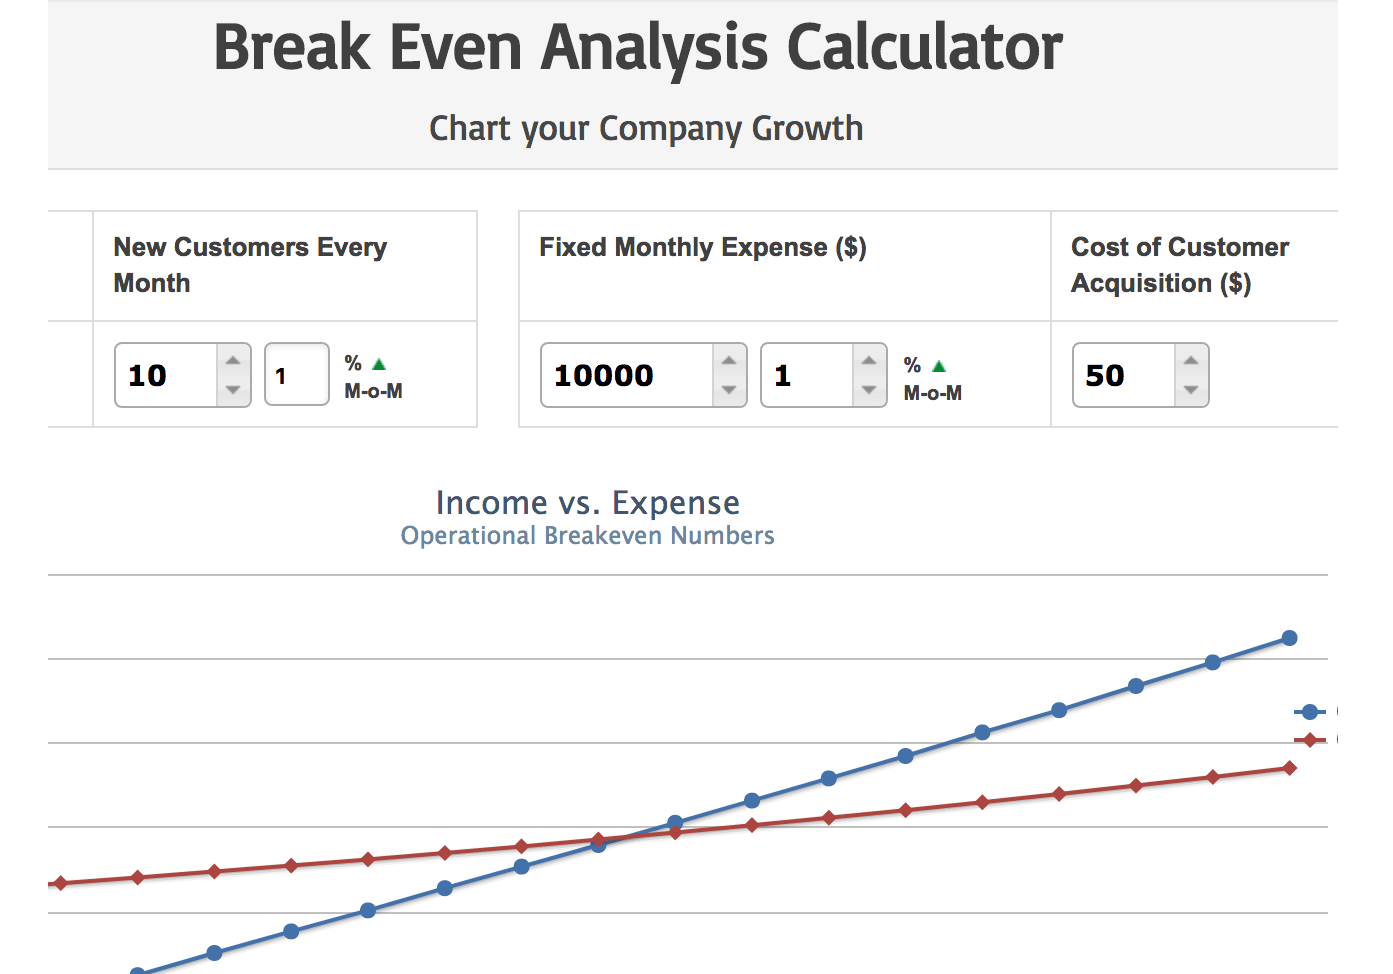 Break Even Analysis Calculator
Chart your Company Growth
New Customers Every
Month
Fixed Monthly Expense ($)
Cost of Customer
Acquisition ($)
10
1
%
M-o-M
10000
1
%
M-o-M
50
Income vs. Expense
Operational Breakeven Numbers